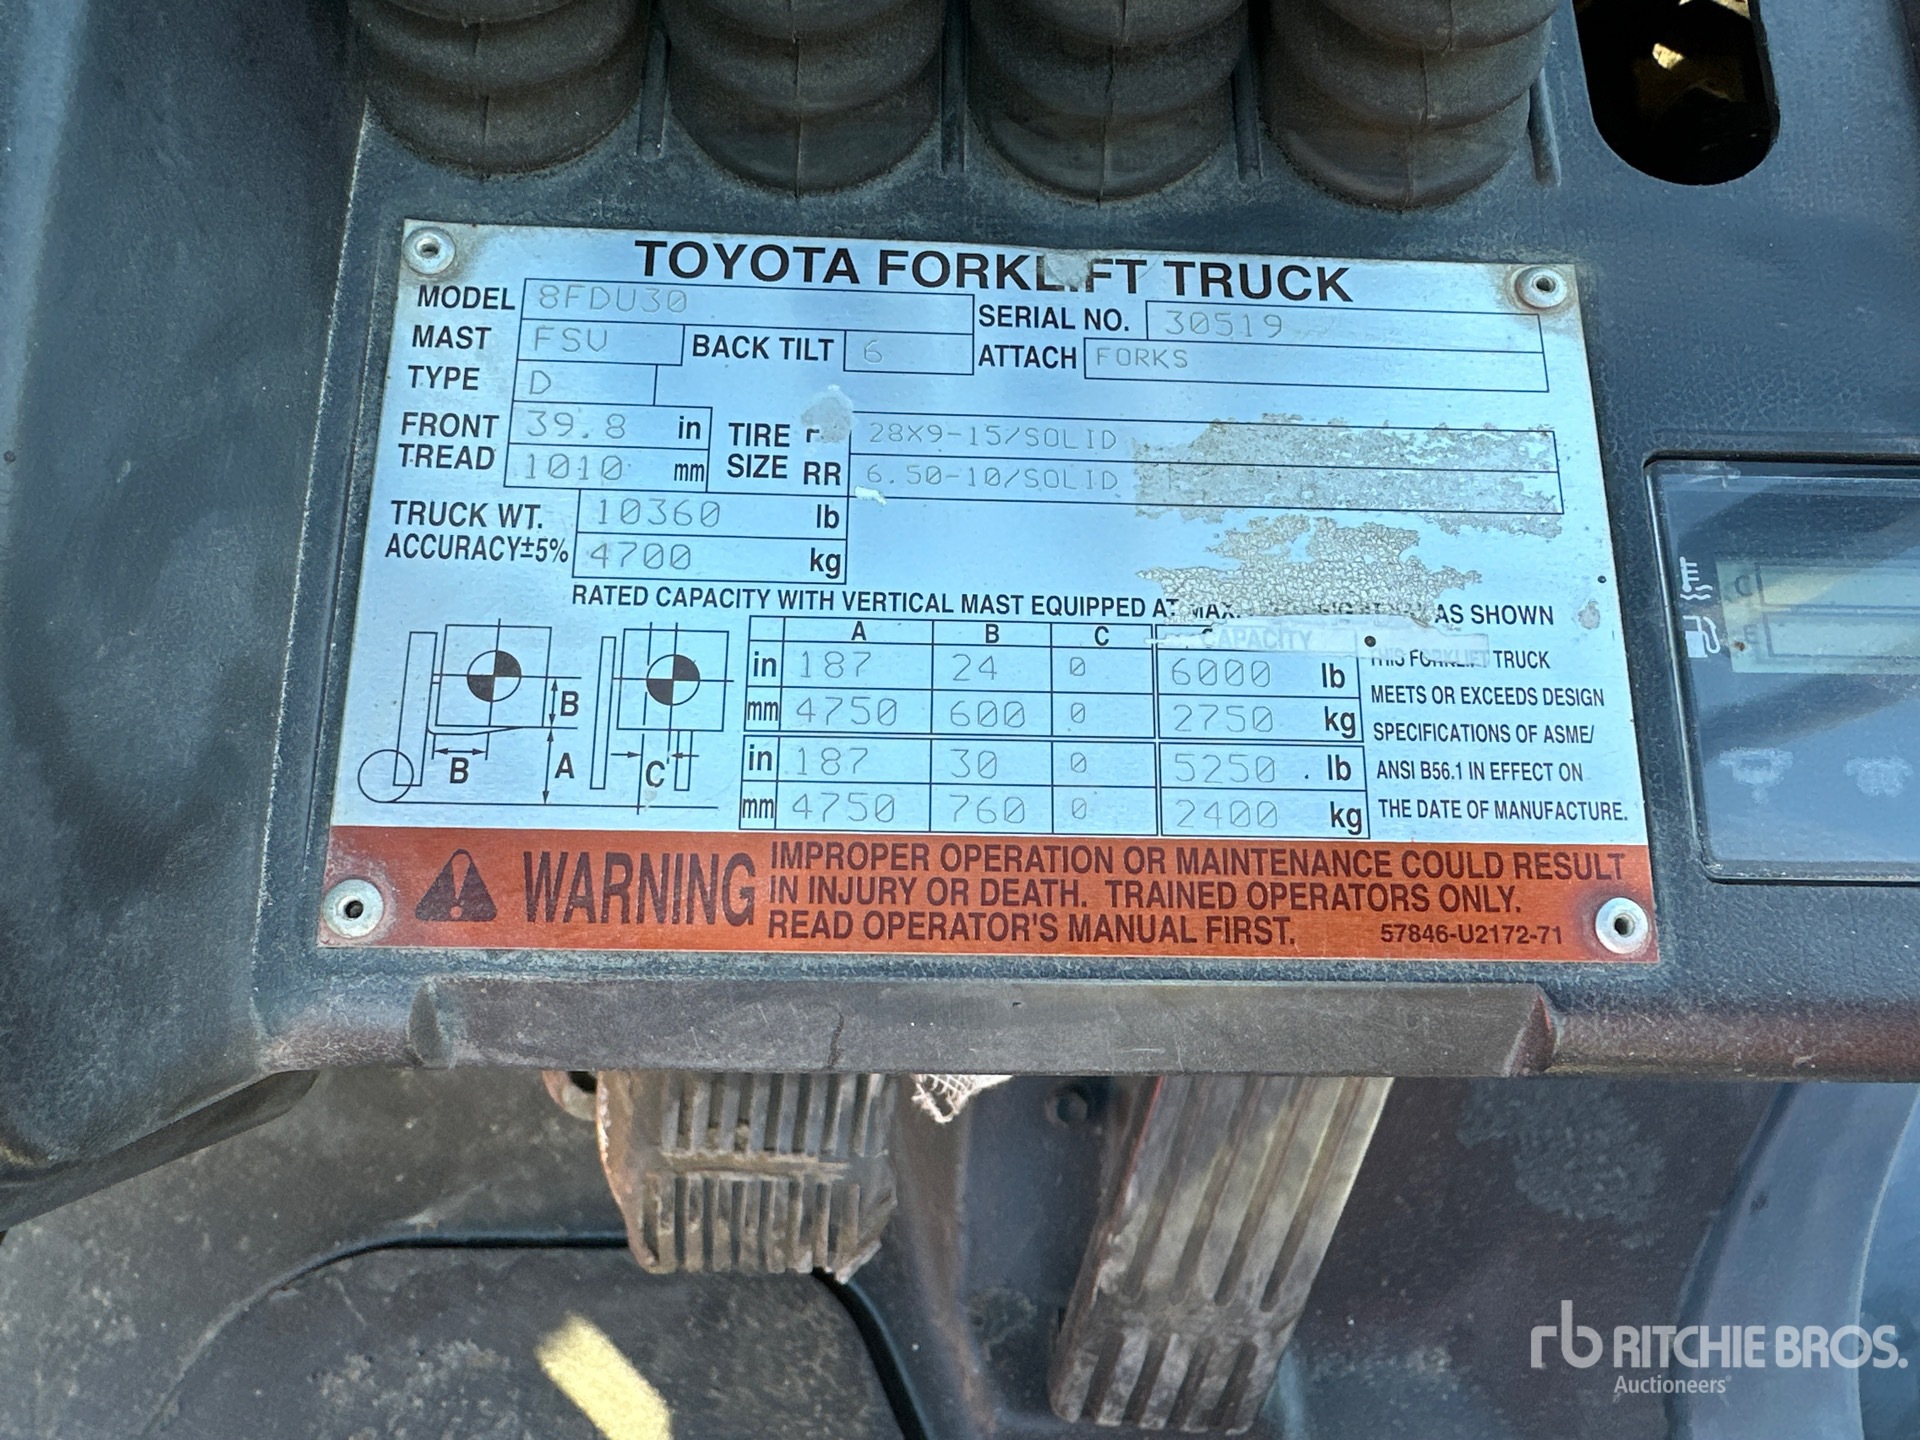 TOYOTA FORKLIFT TRUCK
MODEL 8FDU30 SERIAL NO. 30519
MAST FSV BACK TILT 6 ATTACH FORKS
TYPE D
FRONT TREAD 39.8 in
1010 mm
TIRE SIZE 28X9-15/SOLID
RR 6.50-10/SOLID
TRUCK WT. 10360 lb
ACCURACY±5% 4700 kg
RATED CAPACITY WITH VERTICAL MAST EQUIPPED AT MAX. AS SHOWN
A B C CAPACITY
in 187 24 0 6000 lb
mm 4750 600 0 2750 kg
in 187 30 0 5250 lb
mm 4750 760 0 2400 kg
B
B A C
THIS FORKLIFT TRUCK
MEETS OR EXCEEDS DESIGN
SPECIFICATIONS OF ASME/
ANSI B56.1 IN EFFECT ON
THE DATE OF MANUFACTURE.
WARNING
IMPROPER OPERATION OR MAINTENANCE COULD RESULT
IN INJURY OR DEATH. TRAINED OPERATORS ONLY.
READ OPERATOR'S MANUAL FIRST.
57846-U2172-71
rb RITCHIE BROS.
Auctioneers